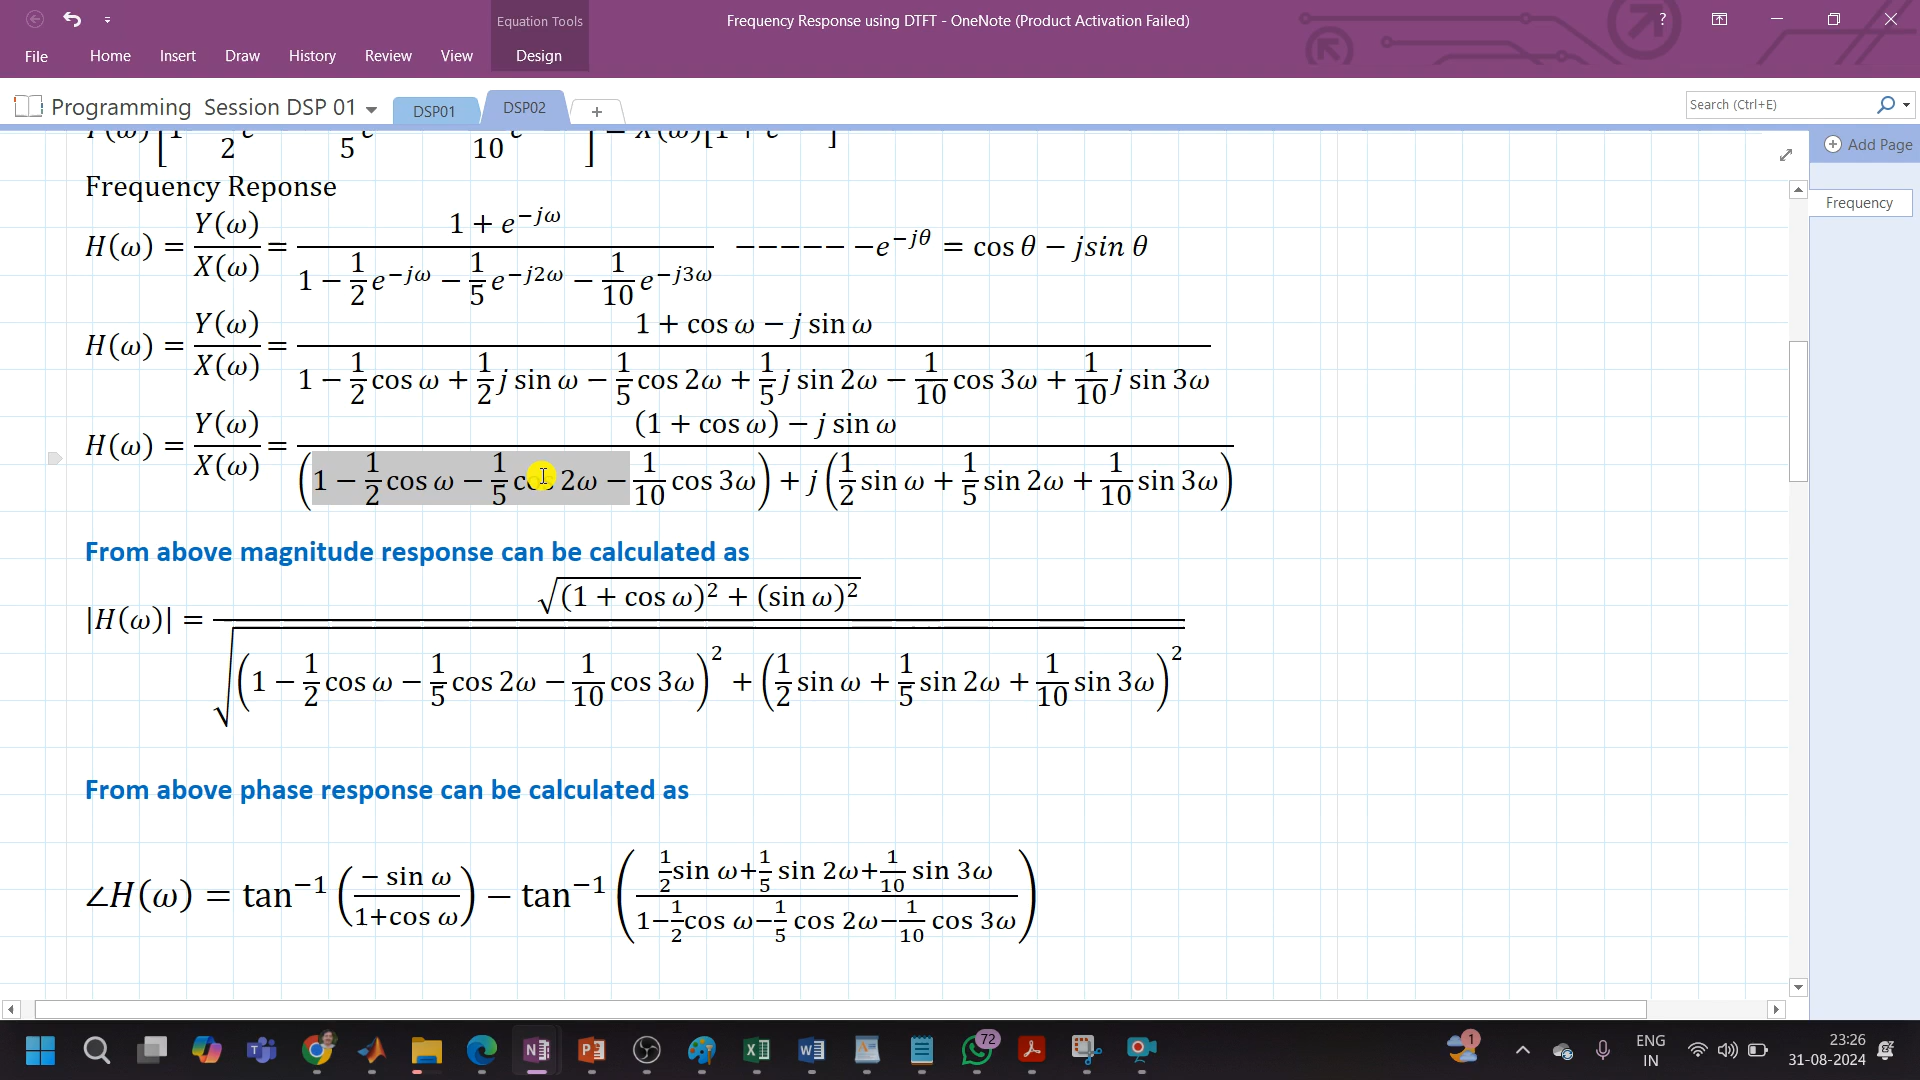 Equation Tools
Frequency Response using DTFT - OneNote (Product Activation Failed)
?
File Home Insert Draw History Review View Design
Programming Session DSP 01 DSP01 DSP02 +
Search (Ctrl+E)
Add Page
Frequency
2 5 10
Frequency Reponse
H(ω) = Y(ω)/X(ω) = (1 + e^−jω)/(1 − 1/2 e^−jω − 1/5 e^−j2ω − 1/10 e^−j3ω) − − − − − − −e^−jθ = cos θ − jsin θ
H(ω) = Y(ω)/X(ω) = (1 + cos ω − j sin ω)/(1 − 1/2 cos ω + 1/2 j sin ω − 1/5 cos 2ω + 1/5 j sin 2ω − 1/10 cos 3ω + 1/10 j sin 3ω)
H(ω) = Y(ω)/X(ω) = ((1 + cos ω) − j sin ω)/((1 − 1/2 cos ω − 1/5 cos 2ω − 1/10 cos 3ω) + j(1/2 sin ω + 1/5 sin 2ω + 1/10 sin 3ω))
From above magnitude response can be calculated as
|H(ω)| = √((1 + cos ω)² + (sin ω)²) / √((1 − 1/2 cos ω − 1/5 cos 2ω − 1/10 cos 3ω)² + (1/2 sin ω + 1/5 sin 2ω + 1/10 sin 3ω)²)
From above phase response can be calculated as
∠H(ω) = tan⁻¹(− sin ω/1+cos ω) − tan⁻¹((1/2 sin ω+1/5 sin 2ω+1/10 sin 3ω)/(1−1/2 cos ω−1/5 cos 2ω−1/10 cos 3ω))
72
1
ENG
IN
23:26
31-08-2024